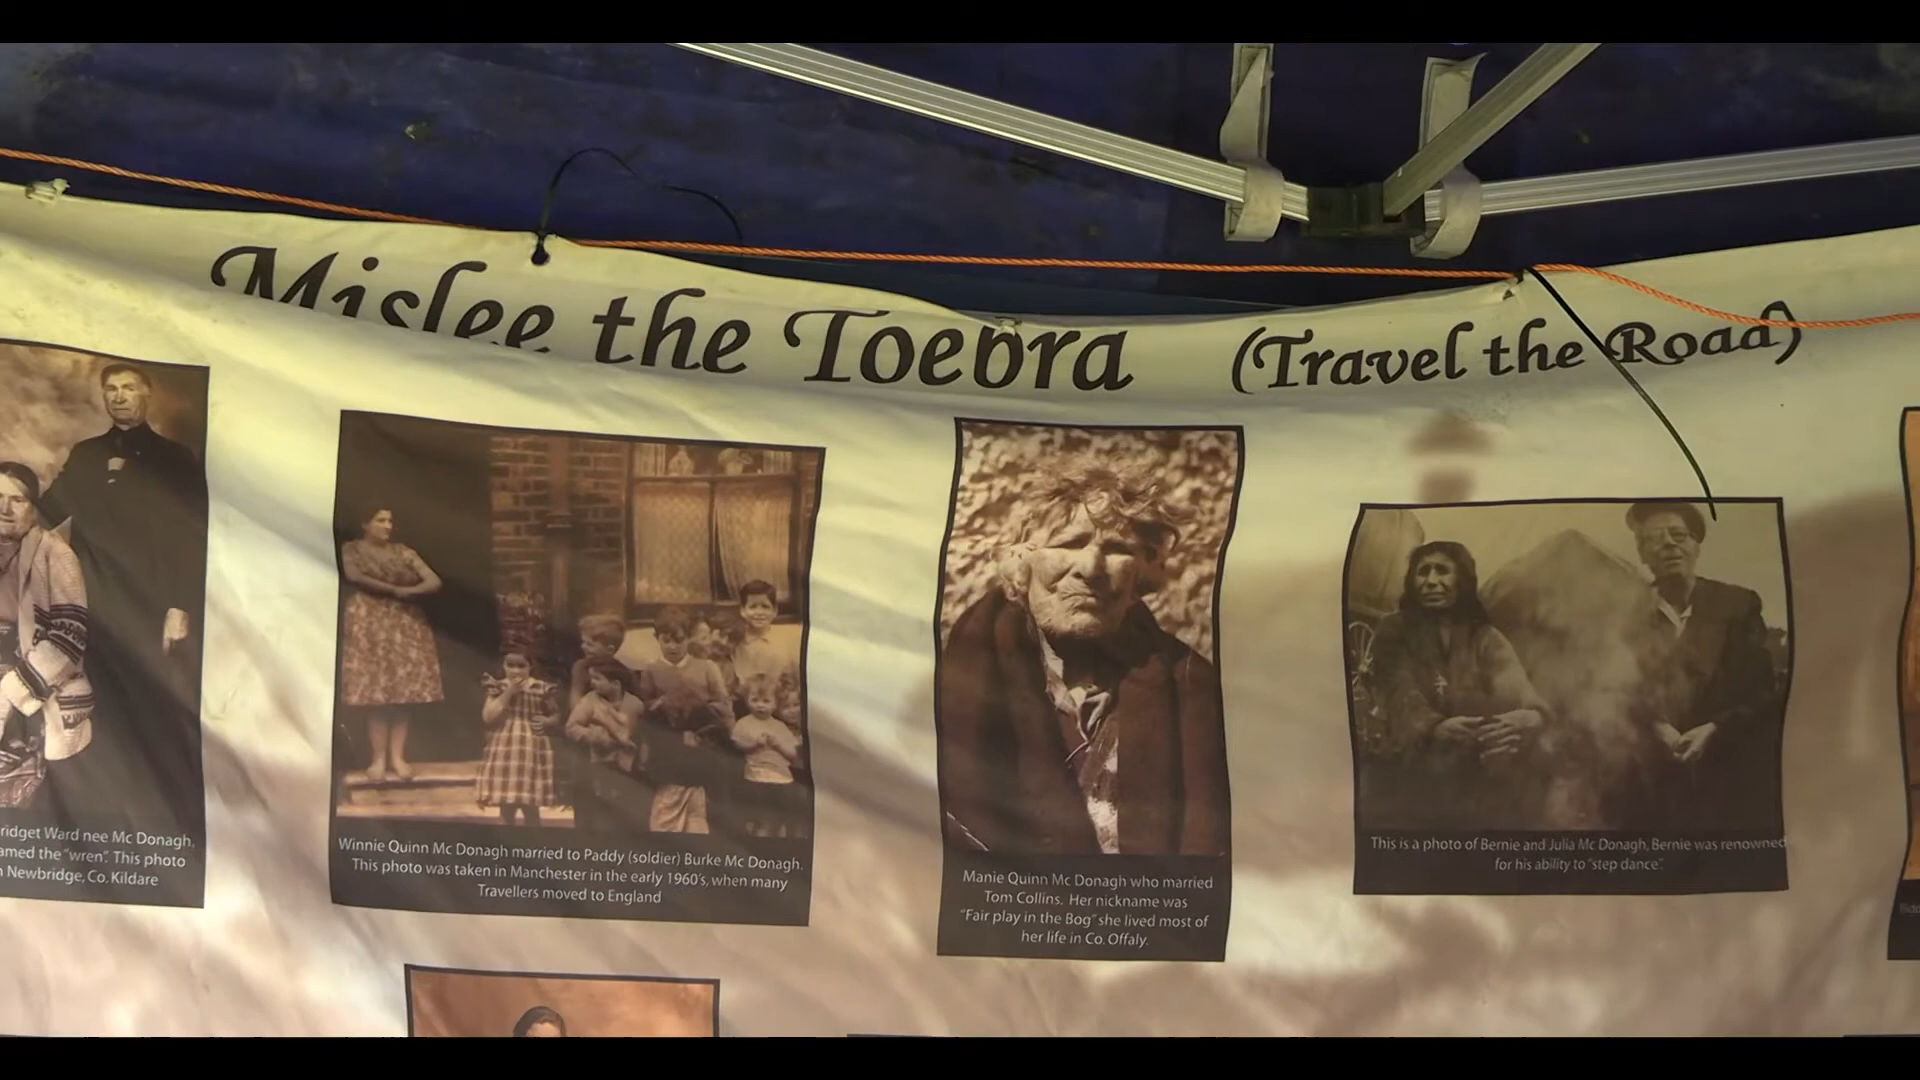 Mislee the Toebra (Travel the Road)
ridget Ward nee Mc Donagh.
amed the "wren". This photo
Newbridge, Co. Kildare
Winnie Quinn Mc Donagh married to Paddy (soldier) Burke Mc Donagh.
This photo was taken in Manchester in the early 1960's, when many
Travellers moved to England
Manie Quinn Mc Donagh who married
Tom Collins. Her nickname was
"Fair play in the Bog" she lived most of
her life in Co. Offaly.
This is a photo of Bernie and Julia Mc Donagh, Bernie was renowned
for his ability to "step dance".